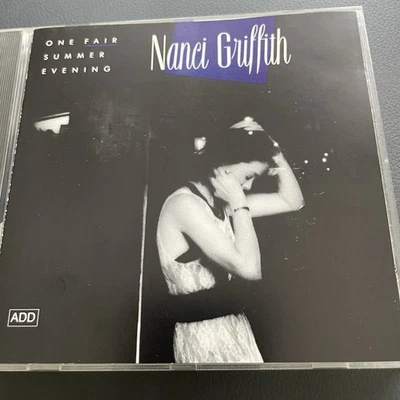 ONE FAIR
SUMMER
EVENING
Nanci Griffith
ADD